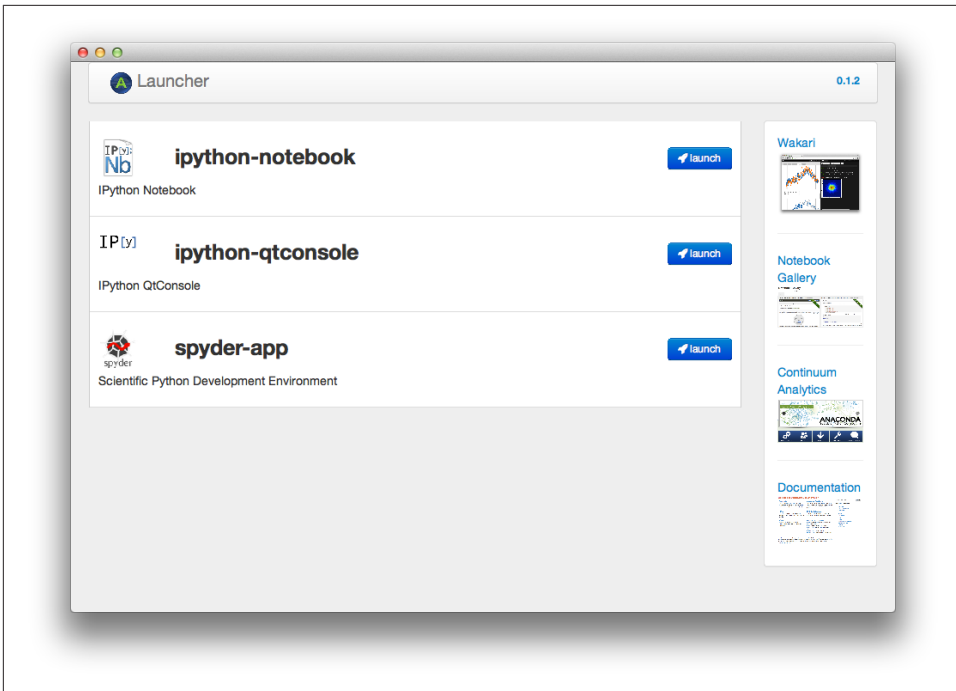 A Launcher
0.1.2
IP[y]:
Nb
ipython-notebook
launch
IPython Notebook
IP[y]
ipython-qtconsole
launch
IPython QtConsole
spyder
spyder-app
launch
Scientific Python Development Environment
Wakari
Notebook
Gallery
Continuum
Analytics
ANACONDA
Documentation